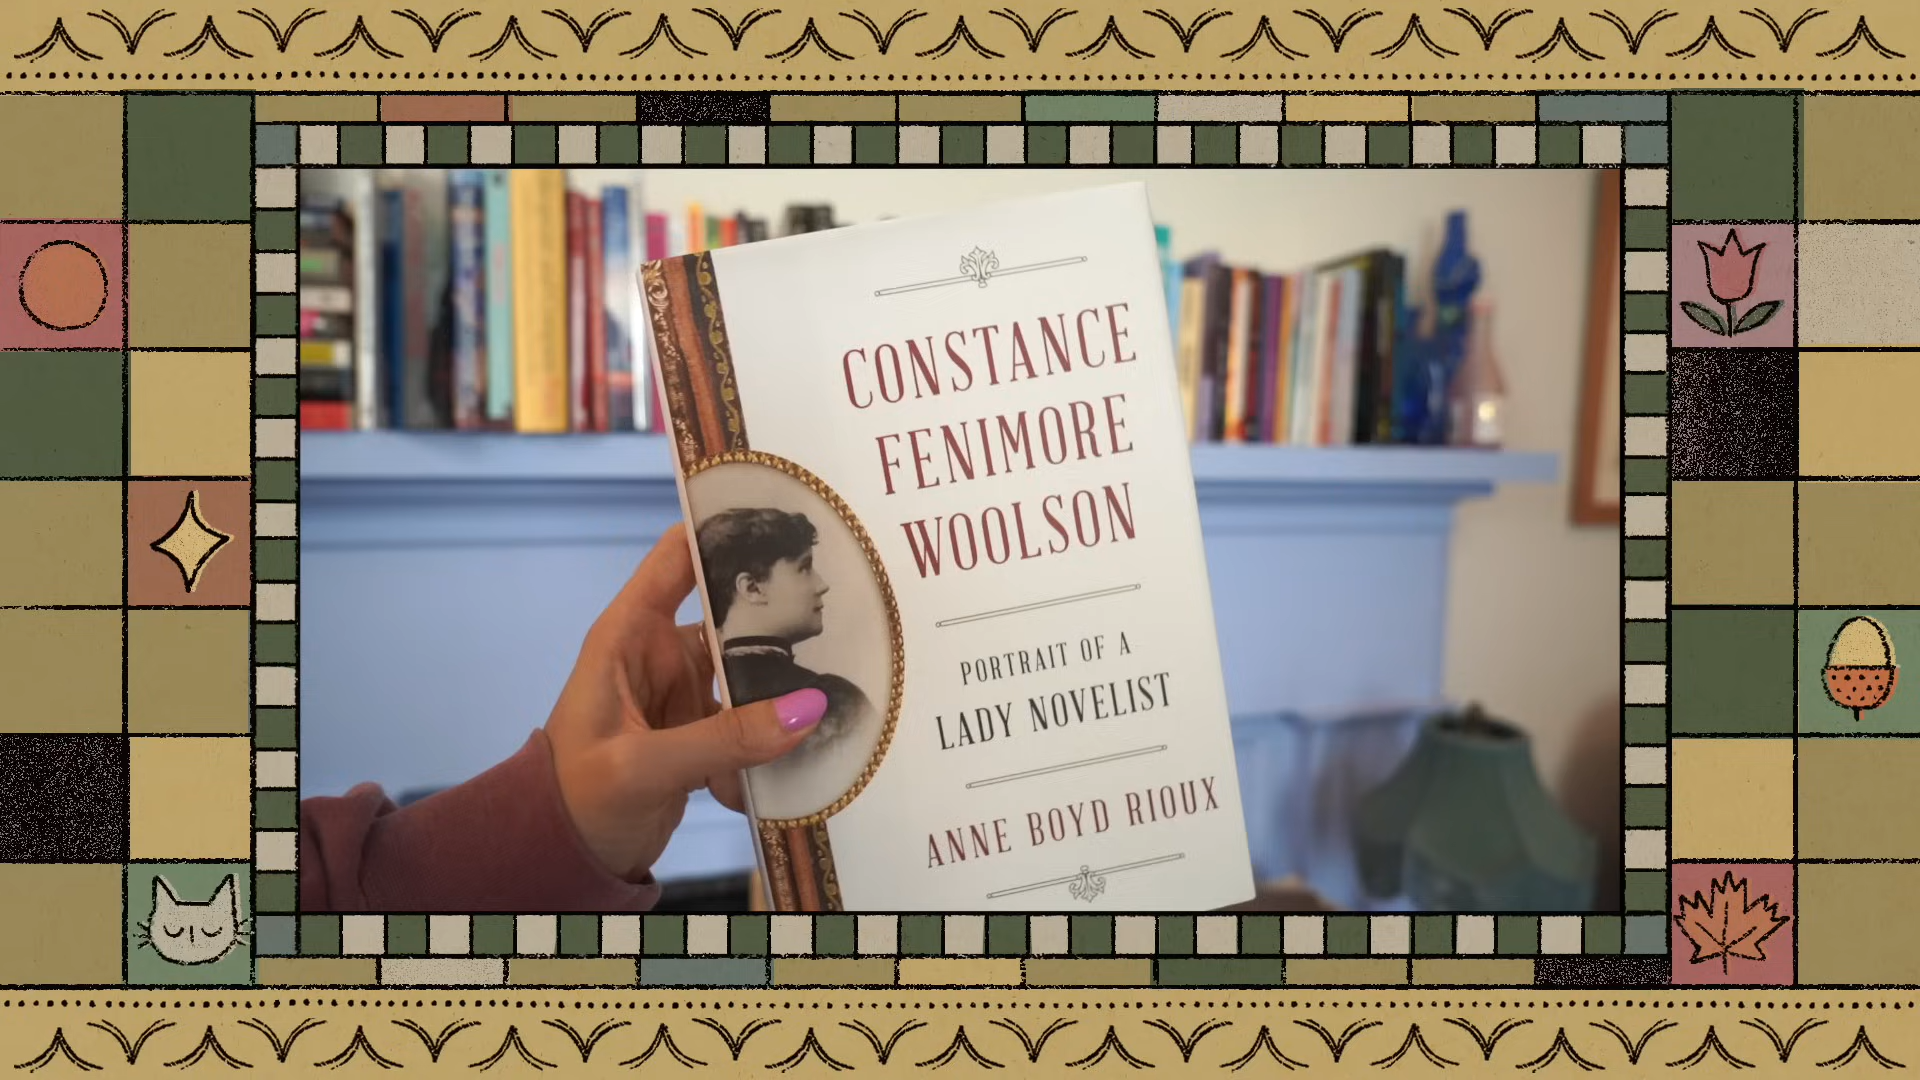 CONSTANCE
FENIMORE
WOOLSON
PORTRAIT OF A
LADY NOVELIST
ANNE BOYD RIOUX